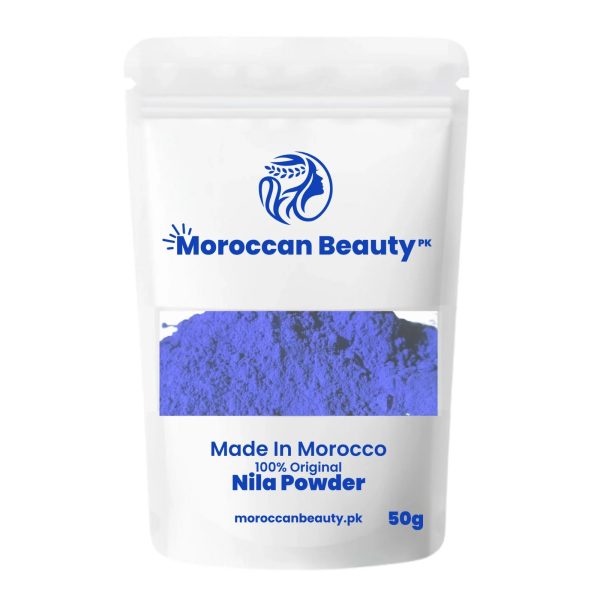 Moroccan Beauty PK
Made In Morocco
100% Original
Nila Powder
moroccanbeauty.pk 50g